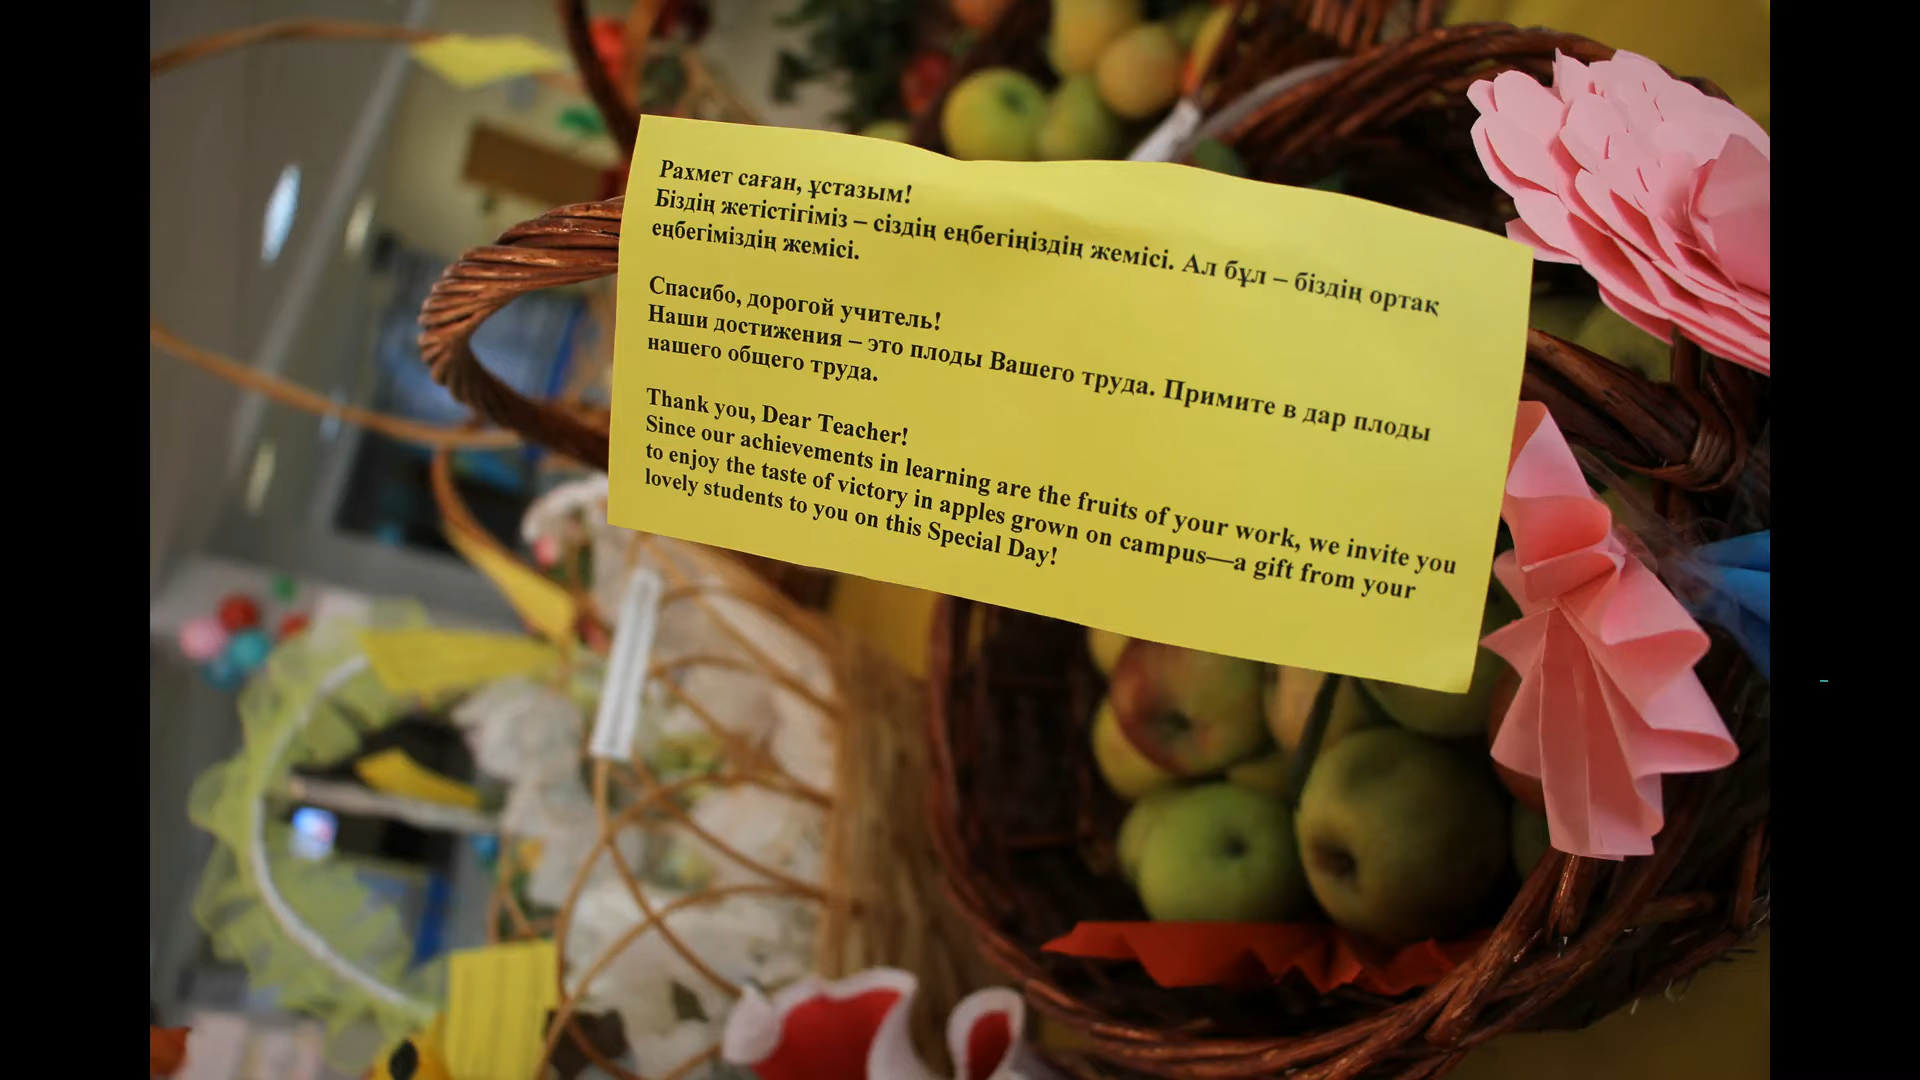 Рахмет саған, ұстазым!
Біздің жетістігіміз – сіздің еңбегіңіздің жемісі. Ал бұл – біздің ортақ
еңбегіміздің жемісі.
Спасибо, дорогой учитель!
Наши достижения – это плоды Вашего труда. Примите в дар плоды
нашего общего труда.
Thank you, Dear Teacher!
Since our achievements in learning are the fruits of your work, we invite you
to enjoy the taste of victory in apples grown on campus—a gift from your
lovely students to you on this Special Day!